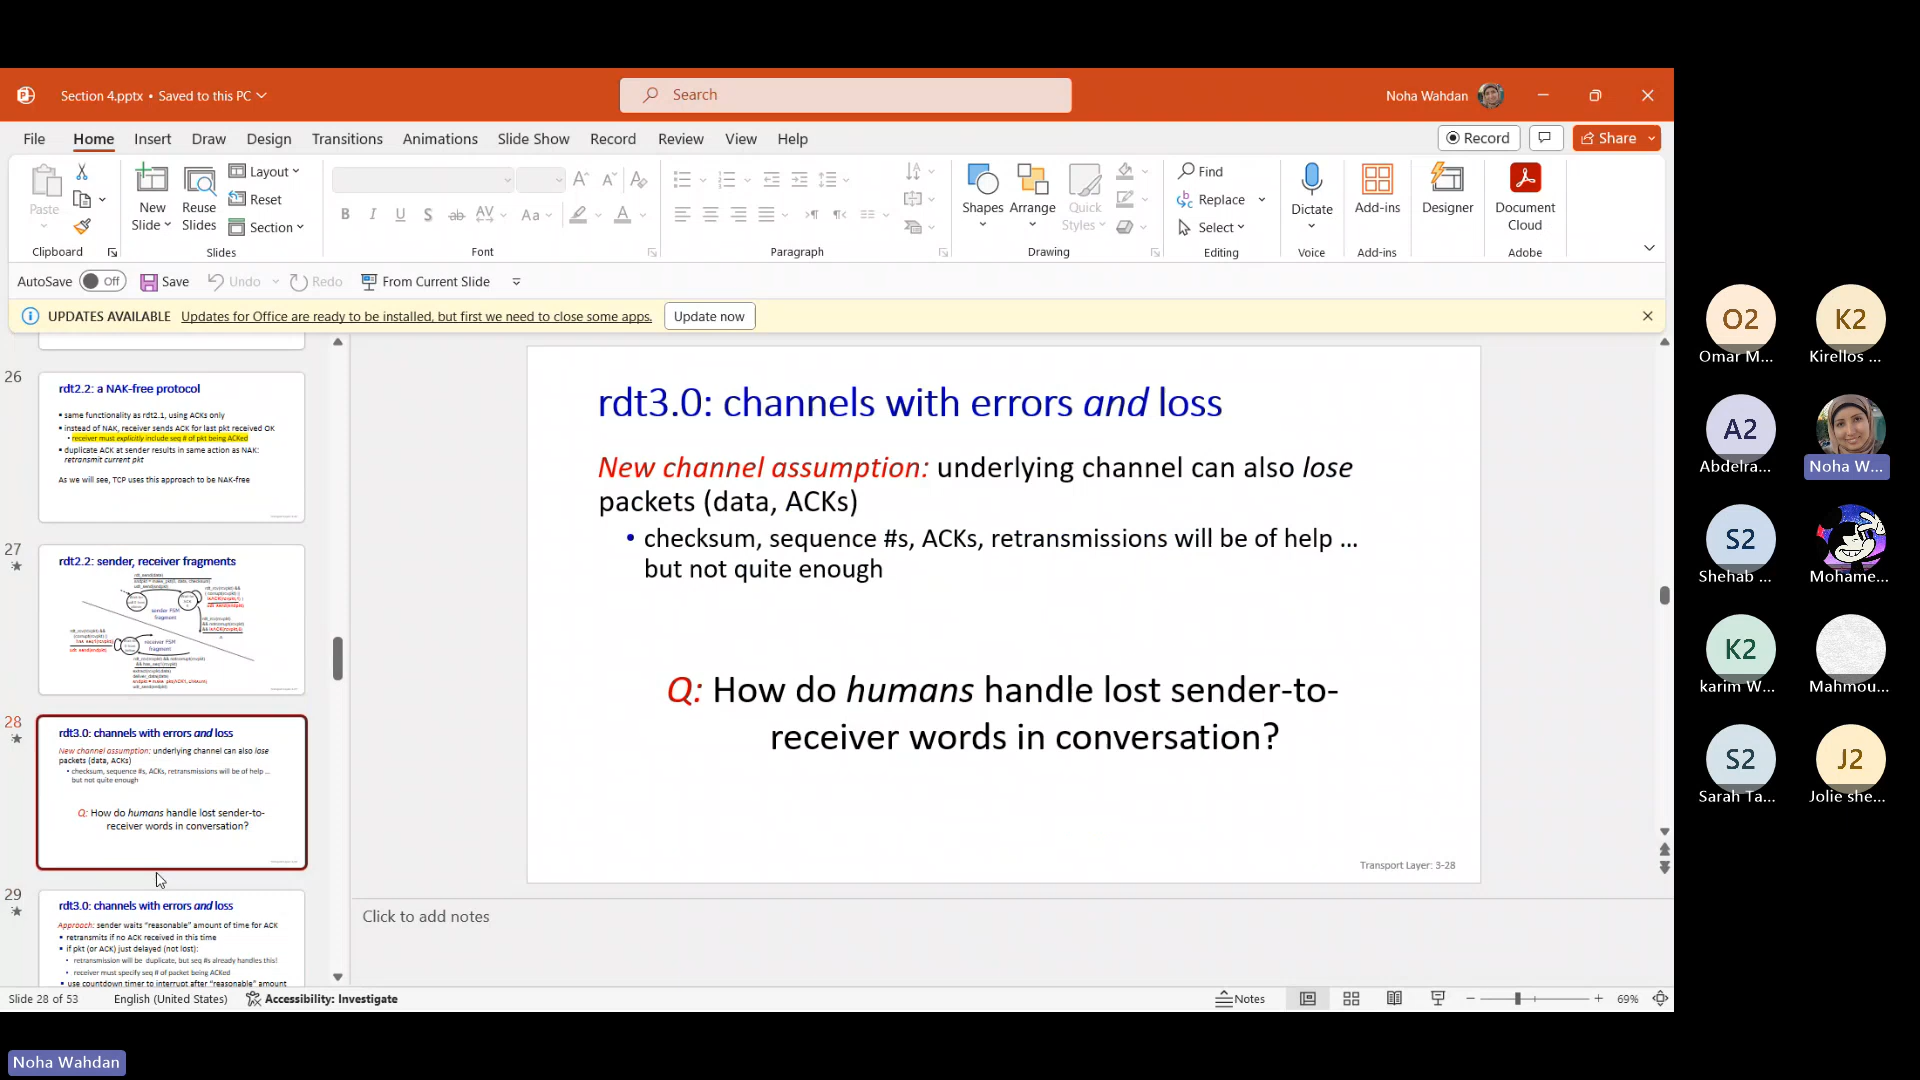 Section 4.pptx • Saved to this PC
Search
Noha Wahdan
File Home Insert Draw Design Transitions Animations Slide Show Record Review View Help
Record
Share
Paste
New Slide
Reuse Slides
Layout
Reset
Section
Find
Replace
Select
Shapes Arrange Quick Styles
Dictate
Add-ins
Designer
Document Cloud
Clipboard Slides Font Paragraph Drawing Editing Voice Add-ins Adobe
AutoSave Off Save Undo Redo From Current Slide
UPDATES AVAILABLE Updates for Office are ready to be installed, but first we need to close some apps. Update now
26
rdt2.2: a NAK-free protocol
▪ same functionality as rdt2.1, using ACKs only
▪ instead of NAK, receiver sends ACK for last pkt received OK
• receiver must explicitly include seq # of pkt being ACKed
▪ duplicate ACK at sender results in same action as NAK:
retransmit current pkt
As we will see, TCP uses this approach to be NAK-free
27
rdt2.2: sender, receiver fragments
sender FSM
fragment
receiver FSM
fragment
28
rdt3.0: channels with errors and loss
New channel assumption: underlying channel can also lose
packets (data, ACKs)
• checksum, sequence #s, ACKs, retransmissions will be of help ...
but not quite enough
Q: How do humans handle lost sender-to-
receiver words in conversation?
29
rdt3.0: channels with errors and loss
Approach: sender waits “reasonable” amount of time for ACK
▪ retransmits if no ACK received in this time
▪ if pkt (or ACK) just delayed (not lost):
• retransmission will be duplicate, but seq #s already handles this!
• receiver must specify seq # of packet being ACKed
▪ use countdown timer to interrupt after “reasonable” amount
rdt3.0: channels with errors and loss
New channel assumption: underlying channel can also lose
packets (data, ACKs)
• checksum, sequence #s, ACKs, retransmissions will be of help …
but not quite enough
Q: How do humans handle lost sender-to-
receiver words in conversation?
Transport Layer: 3-28
Click to add notes
Slide 28 of 53 English (United States) Accessibility: Investigate Notes 69%
O2 K2
Omar M... Kirellos ...
A2
Abdelra... Noha W...
S2
Shehab ... Mohame...
K2
karim W... Mahmou...
S2 J2
Sarah Ta... Jolie she...
Noha Wahdan